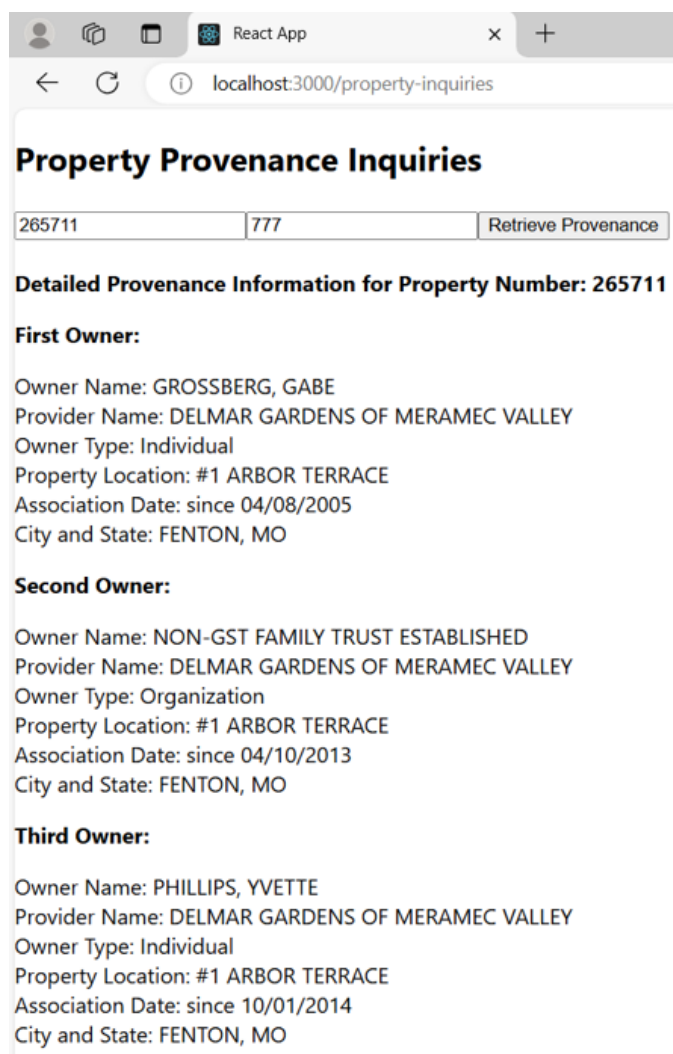 React App
localhost:3000/property-inquiries
Property Provenance Inquiries
265711 777 Retrieve Provenance
Detailed Provenance Information for Property Number: 265711
First Owner:
Owner Name: GROSSBERG, GABE
Provider Name: DELMAR GARDENS OF MERAMEC VALLEY
Owner Type: Individual
Property Location: #1 ARBOR TERRACE
Association Date: since 04/08/2005
City and State: FENTON, MO
Second Owner:
Owner Name: NON-GST FAMILY TRUST ESTABLISHED
Provider Name: DELMAR GARDENS OF MERAMEC VALLEY
Owner Type: Organization
Property Location: #1 ARBOR TERRACE
Association Date: since 04/10/2013
City and State: FENTON, MO
Third Owner:
Owner Name: PHILLIPS, YVETTE
Provider Name: DELMAR GARDENS OF MERAMEC VALLEY
Owner Type: Individual
Property Location: #1 ARBOR TERRACE
Association Date: since 10/01/2014
City and State: FENTON, MO